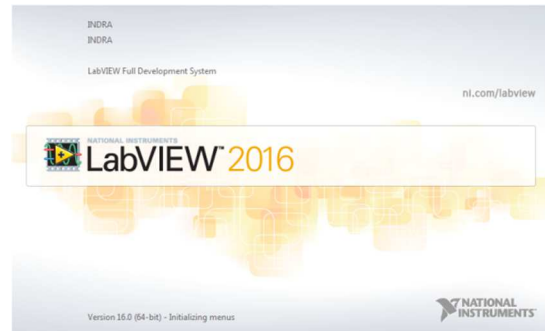 INDRA
INDRA
LabVIEW Full Development System
ni.com/labview
NATIONAL INSTRUMENTS
LabVIEW™ 2016
Version 16.0 (64-bit) - Initializing menus
NATIONAL
INSTRUMENTS™